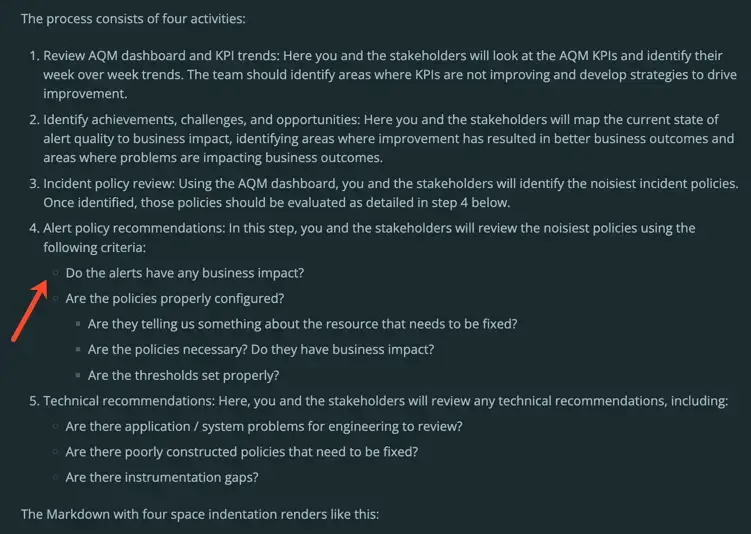 The process consists of four activities:
1. Review AQM dashboard and KPI trends: Here you and the stakeholders will look at the AQM KPIs and identify their
week over week trends. The team should identify areas where KPIs are not improving and develop strategies to drive
improvement.
2. Identify achievements, challenges, and opportunities: Here you and the stakeholders will map the current state of
alert quality to business impact, identifying areas where improvement has resulted in better business outcomes and
areas where problems are impacting business outcomes.
3. Incident policy review: Using the AQM dashboard, you and the stakeholders will identify the noisiest incident policies.
Once identified, those policies should be evaluated as detailed in step 4 below.
4. Alert policy recommendations: In this step, you and the stakeholders will review the noisiest policies using the
following criteria:
Do the alerts have any business impact?
Are the policies properly configured?
Are they telling us something about the resource that needs to be fixed?
Are the policies necessary? Do they have business impact?
Are the thresholds set properly?
5. Technical recommendations: Here, you and the stakeholders will review any technical recommendations, including:
Are there application / system problems for engineering to review?
Are there poorly constructed policies that need to be fixed?
Are there instrumentation gaps?
The Markdown with four space indentation renders like this: